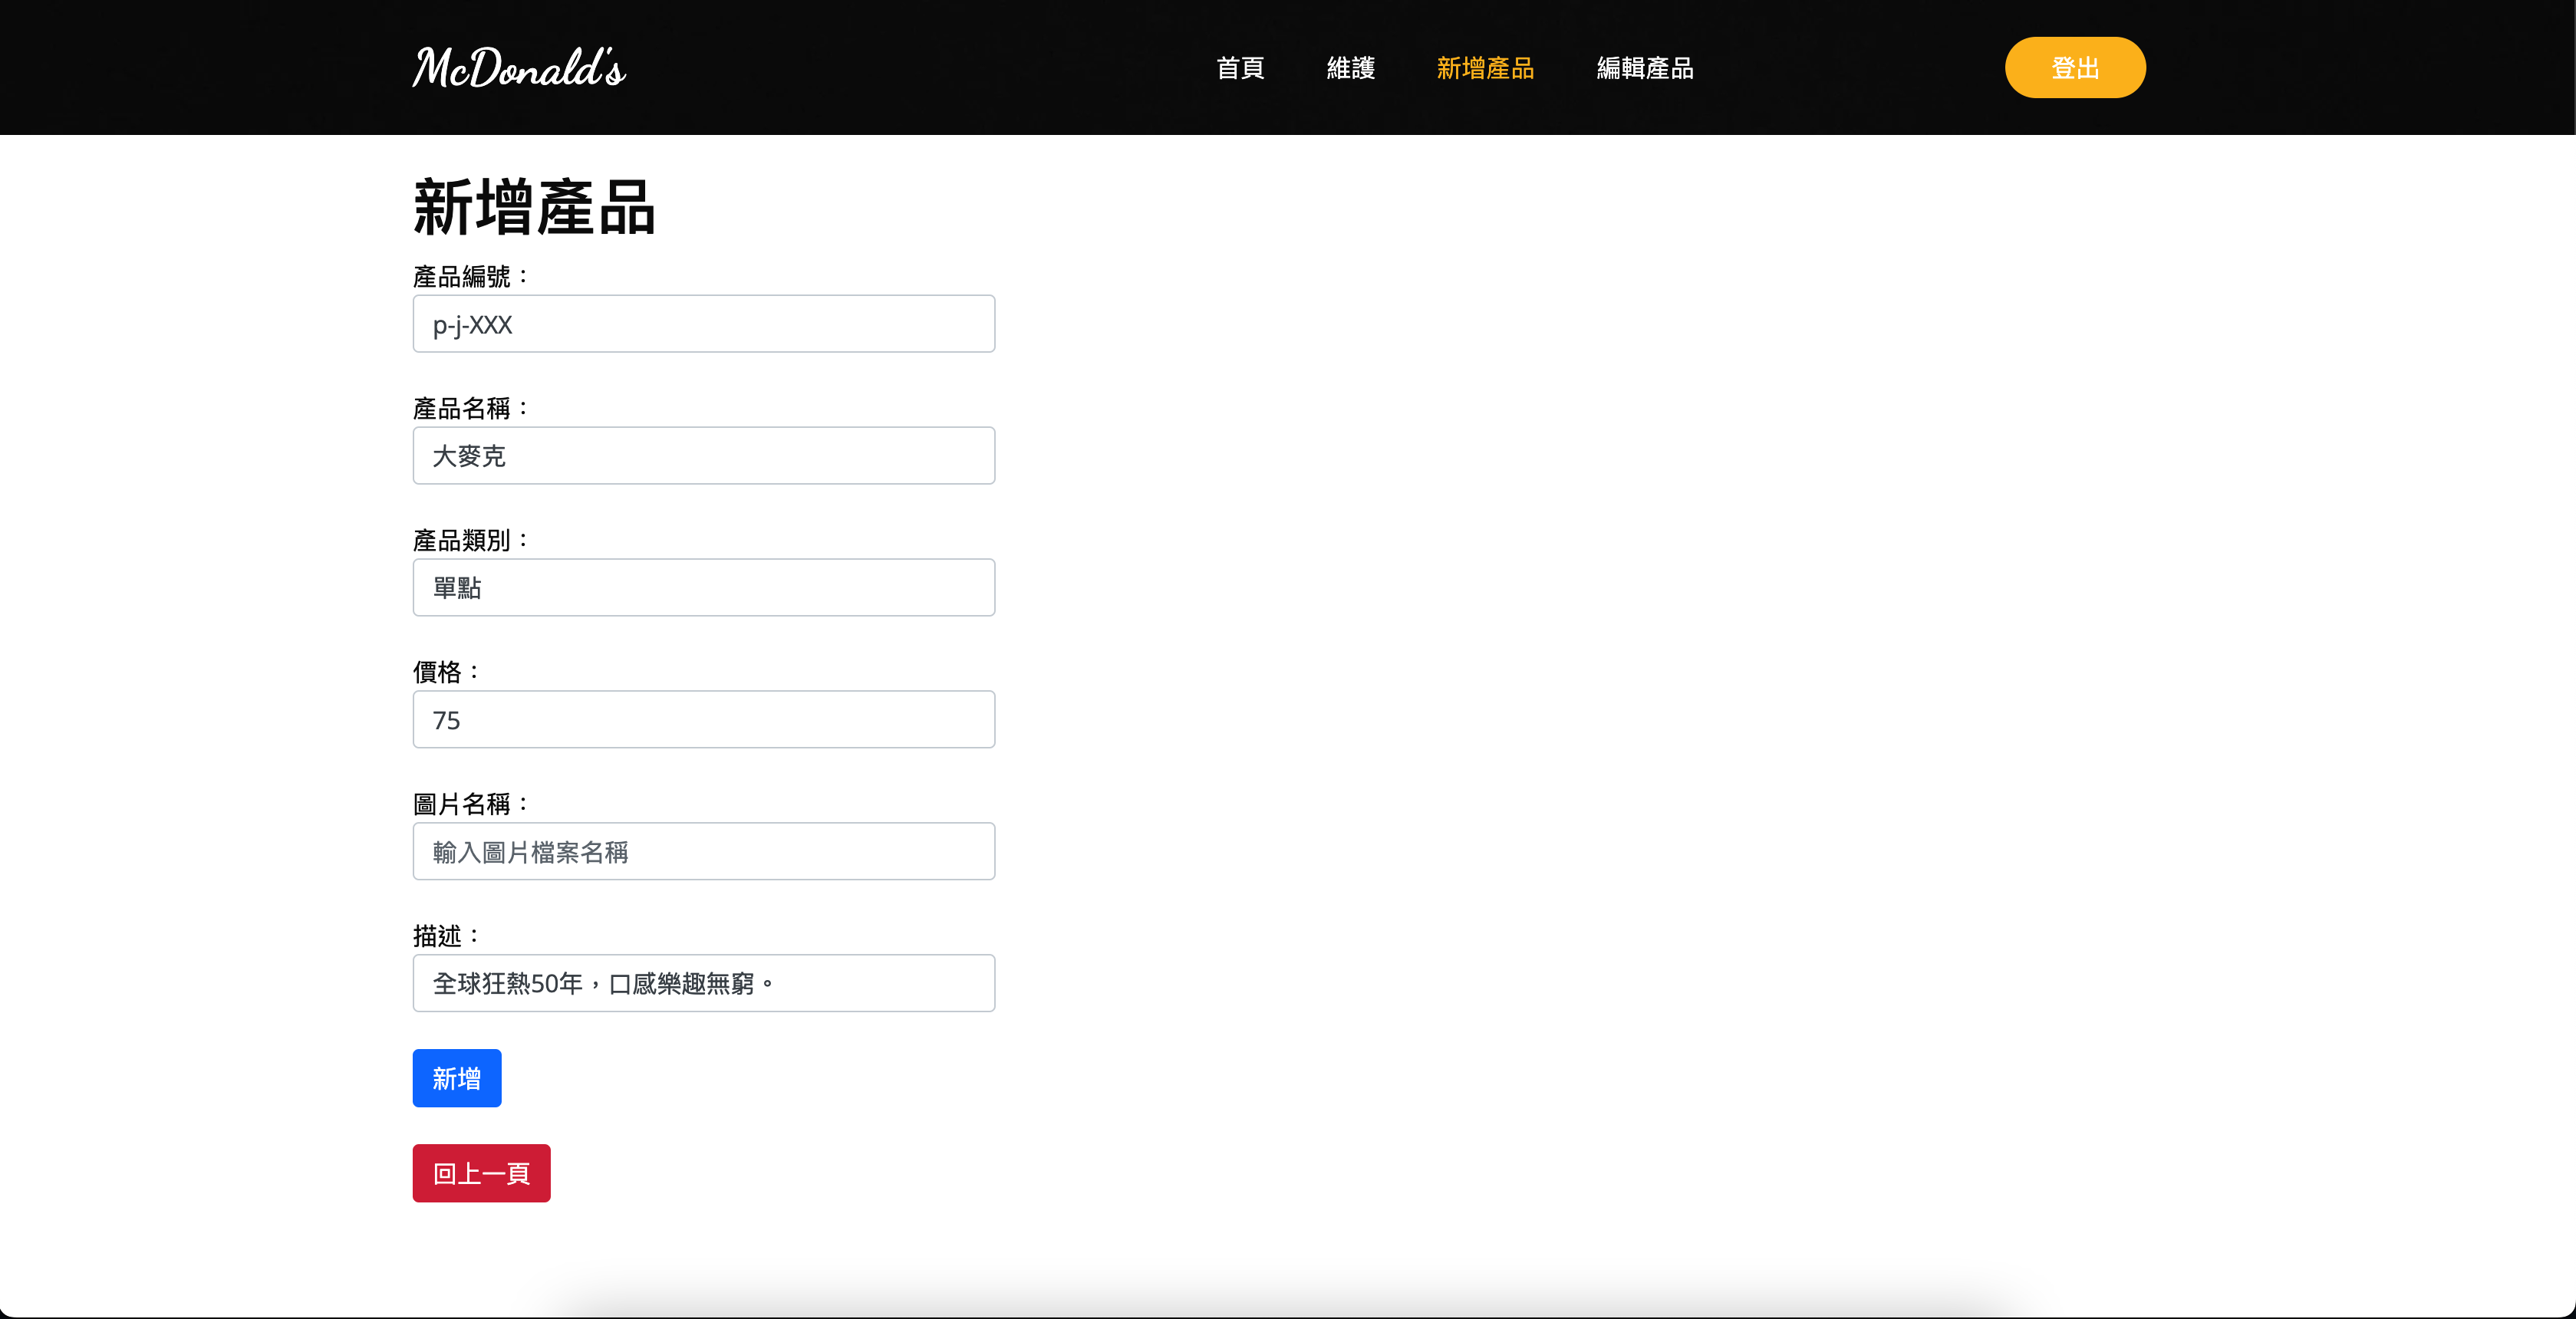 McDonald's
首頁 維護 新增產品 編輯產品 登出
新增產品
產品編號：
p-j-XXX
產品名稱：
大麥克
產品類別：
單點
價格：
75
圖片名稱：
輸入圖片檔案名稱
描述：
全球狂熱50年，口感樂趣無窮。
新增
回上一頁